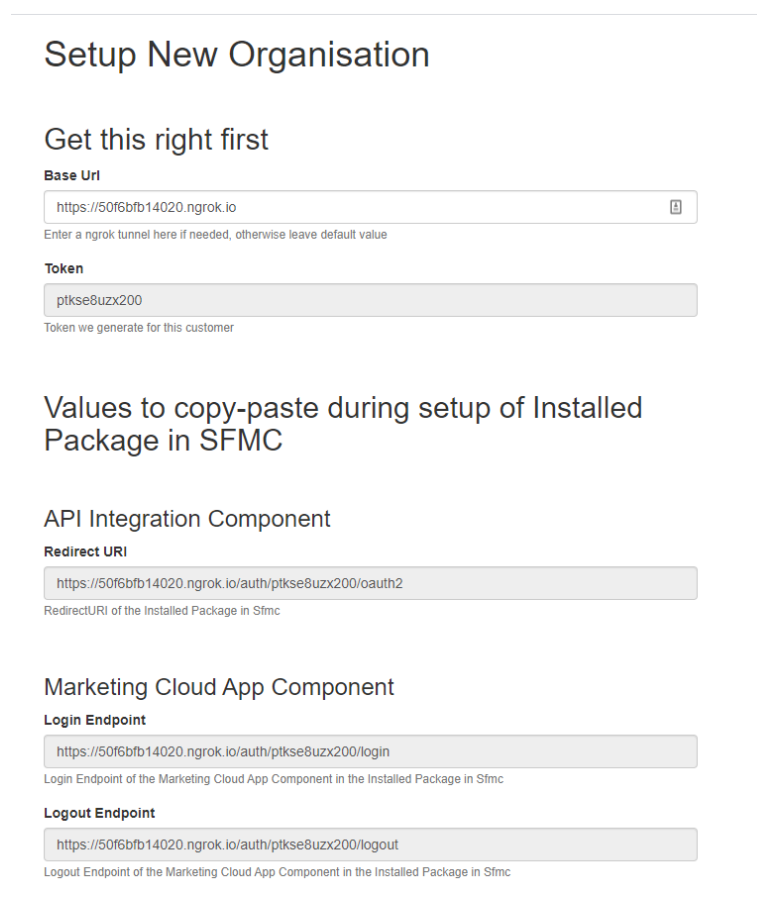 Setup New Organisation
Get this right first
Base Url
https://50f6bfb14020.ngrok.io
Enter a ngrok tunnel here if needed, otherwise leave default value
Token
ptkse8uzx200
Token we generate for this customer
Values to copy-paste during setup of Installed
Package in SFMC
API Integration Component
Redirect URI
https://50f6bfb14020.ngrok.io/auth/ptkse8uzx200/oauth2
RedirectURI of the Installed Package in Sfmc
Marketing Cloud App Component
Login Endpoint
https://50f6bfb14020.ngrok.io/auth/ptkse8uzx200/login
Login Endpoint of the Marketing Cloud App Component in the Installed Package in Sfmc
Logout Endpoint
https://50f6bfb14020.ngrok.io/auth/ptkse8uzx200/logout
Logout Endpoint of the Marketing Cloud App Component in the Installed Package in Sfmc